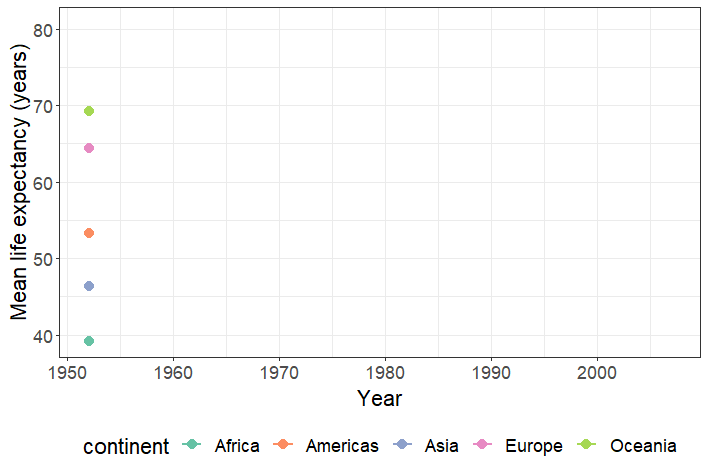 80
70
60
50
40
Mean life expectancy (years)
1950 1960 1970 1980 1990 2000
Year
continent Africa Americas Asia Europe Oceania